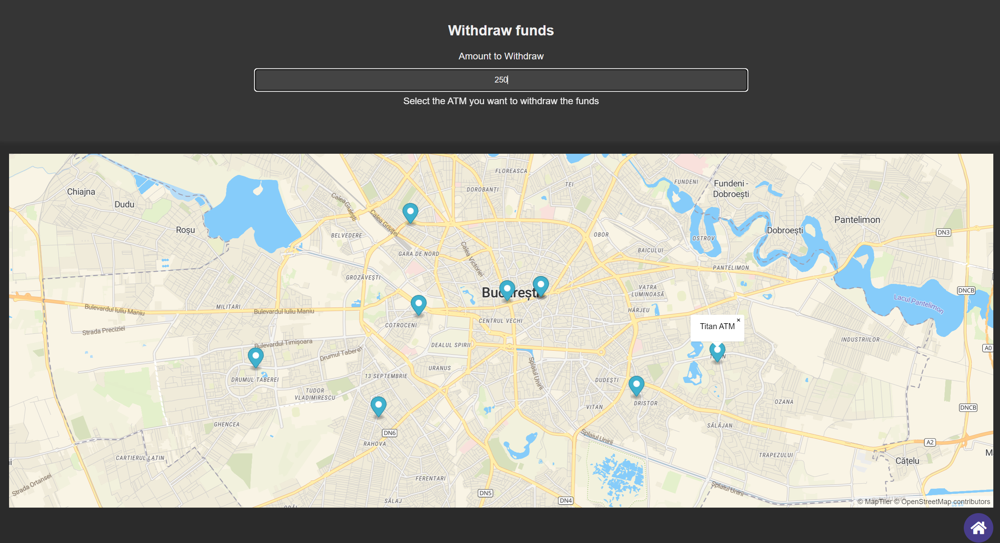 Withdraw funds
Amount to Withdraw
250
Select the ATM you want to withdraw the funds
FLOREASCA
Chiajna
DOROBANȚI
TEI
FUNDENI
Fundeni -
Dobroești
Calea Giulești
Dudu
Calea Griviței
Roșu
BELVEDERE
Pantelimon
DN3
Dobroești
OBOR
OSTROV
GARA DE NORD
Calea Victoriei
BAICULUI
PANTELIMON
GROZĂVEȘTI
VATRA
LUMINOASĂ
București
DNCB
Lacul Pantelimon
MILITARI
Bulevardul Iuliu Maniu
Bulevardul Iuliu Maniu
HÂRJEU
CENTRUL VECHI
COTROCENI
Titan ATM
×
Strada Preciziei
INDUSTRIILOR
Bulevardul Timișoara
DEALUL SPIRII
A0
Drumul Taberei
URANUS
Splaiul Unirii
13 SEPTEMBRIE
DRUMUL TABEREI
DUDEȘTI
TUDOR
VLADIMIRESCU
DRISTOR
OZANA
VITAN
DNCB
GHENCEA
SĂLĂJAN
DN6
Splaiul Unirii
RAHOVA
A2
CARTIERUL LATIN
TRAPEZULUI
Cățelu
FERENTARI
Strada Ortansei
DN5
Splaiul Unirii
SĂLAJ
DN4
© MapTiler © OpenStreetMap contributors